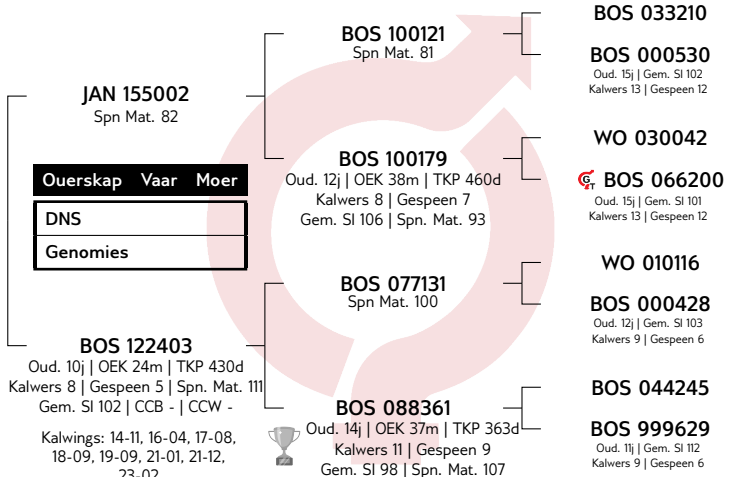 JAN 155002
Spn Mat. 82
Ouerskap Vaar Moer
DNS
Genomies
BOS 122403
Oud. 10j | OEK 24m | TKP 430d
Kalwers 8 | Gespeen 5 | Spn. Mat. 111
Gem. SI 102 | CCB - | CCW -
Kalwings: 14-11, 16-04, 17-08,
18-09, 19-09, 21-01, 21-12,
23-02
BOS 100121
Spn Mat. 81
BOS 100179
Oud. 12j | OEK 38m | TKP 460d
Kalwers 8 | Gespeen 7
Gem. SI 106 | Spn. Mat. 93
BOS 077131
Spn Mat. 100
BOS 088361
Oud. 14j | OEK 37m | TKP 363d
Kalwers 11 | Gespeen 9
Gem. SI 98 | Spn. Mat. 107
BOS 033210
BOS 000530
Oud. 15j | Gem. SI 102
Kalwers 13 | Gespeen 12
WO 030042
GT BOS 066200
Oud. 15j | Gem. SI 101
Kalwers 13 | Gespeen 12
WO 010116
BOS 000428
Oud. 12j | Gem. SI 103
Kalwers 9 | Gespeen 6
BOS 044245
BOS 999629
Oud. 11j | Gem. SI 112
Kalwers 9 | Gespeen 6